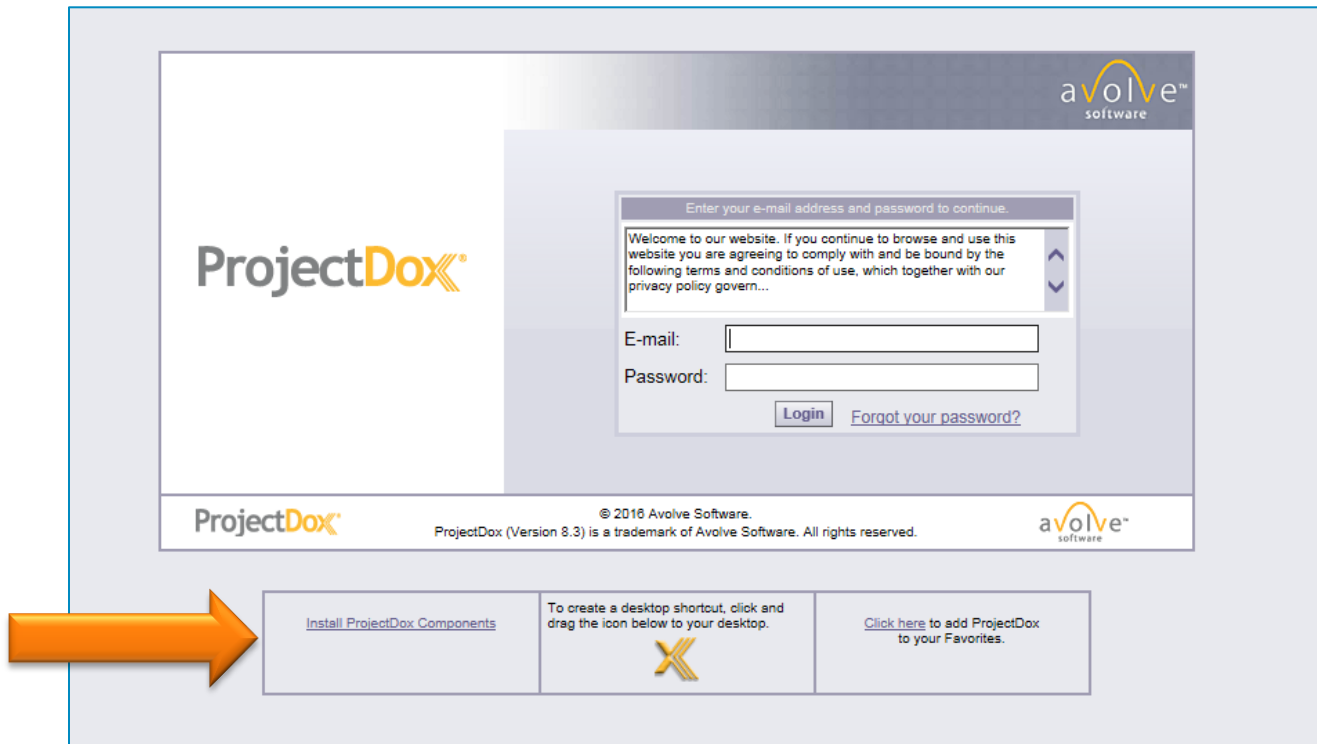 avolve™
software
Enter your e-mail address and password to continue.
Welcome to our website. If you continue to browse and use this
website you are agreeing to comply with and be bound by the
following terms and conditions of use, which together with our
privacy policy govern...
ProjectDox®
E-mail:
Password:
Login Forgot your password?
ProjectDox®
© 2016 Avolve Software.
ProjectDox (Version 8.3) is a trademark of Avolve Software. All rights reserved.
avolve™
software
Install ProjectDox Components
To create a desktop shortcut, click and
drag the icon below to your desktop.
Click here to add ProjectDox
to your Favorites.